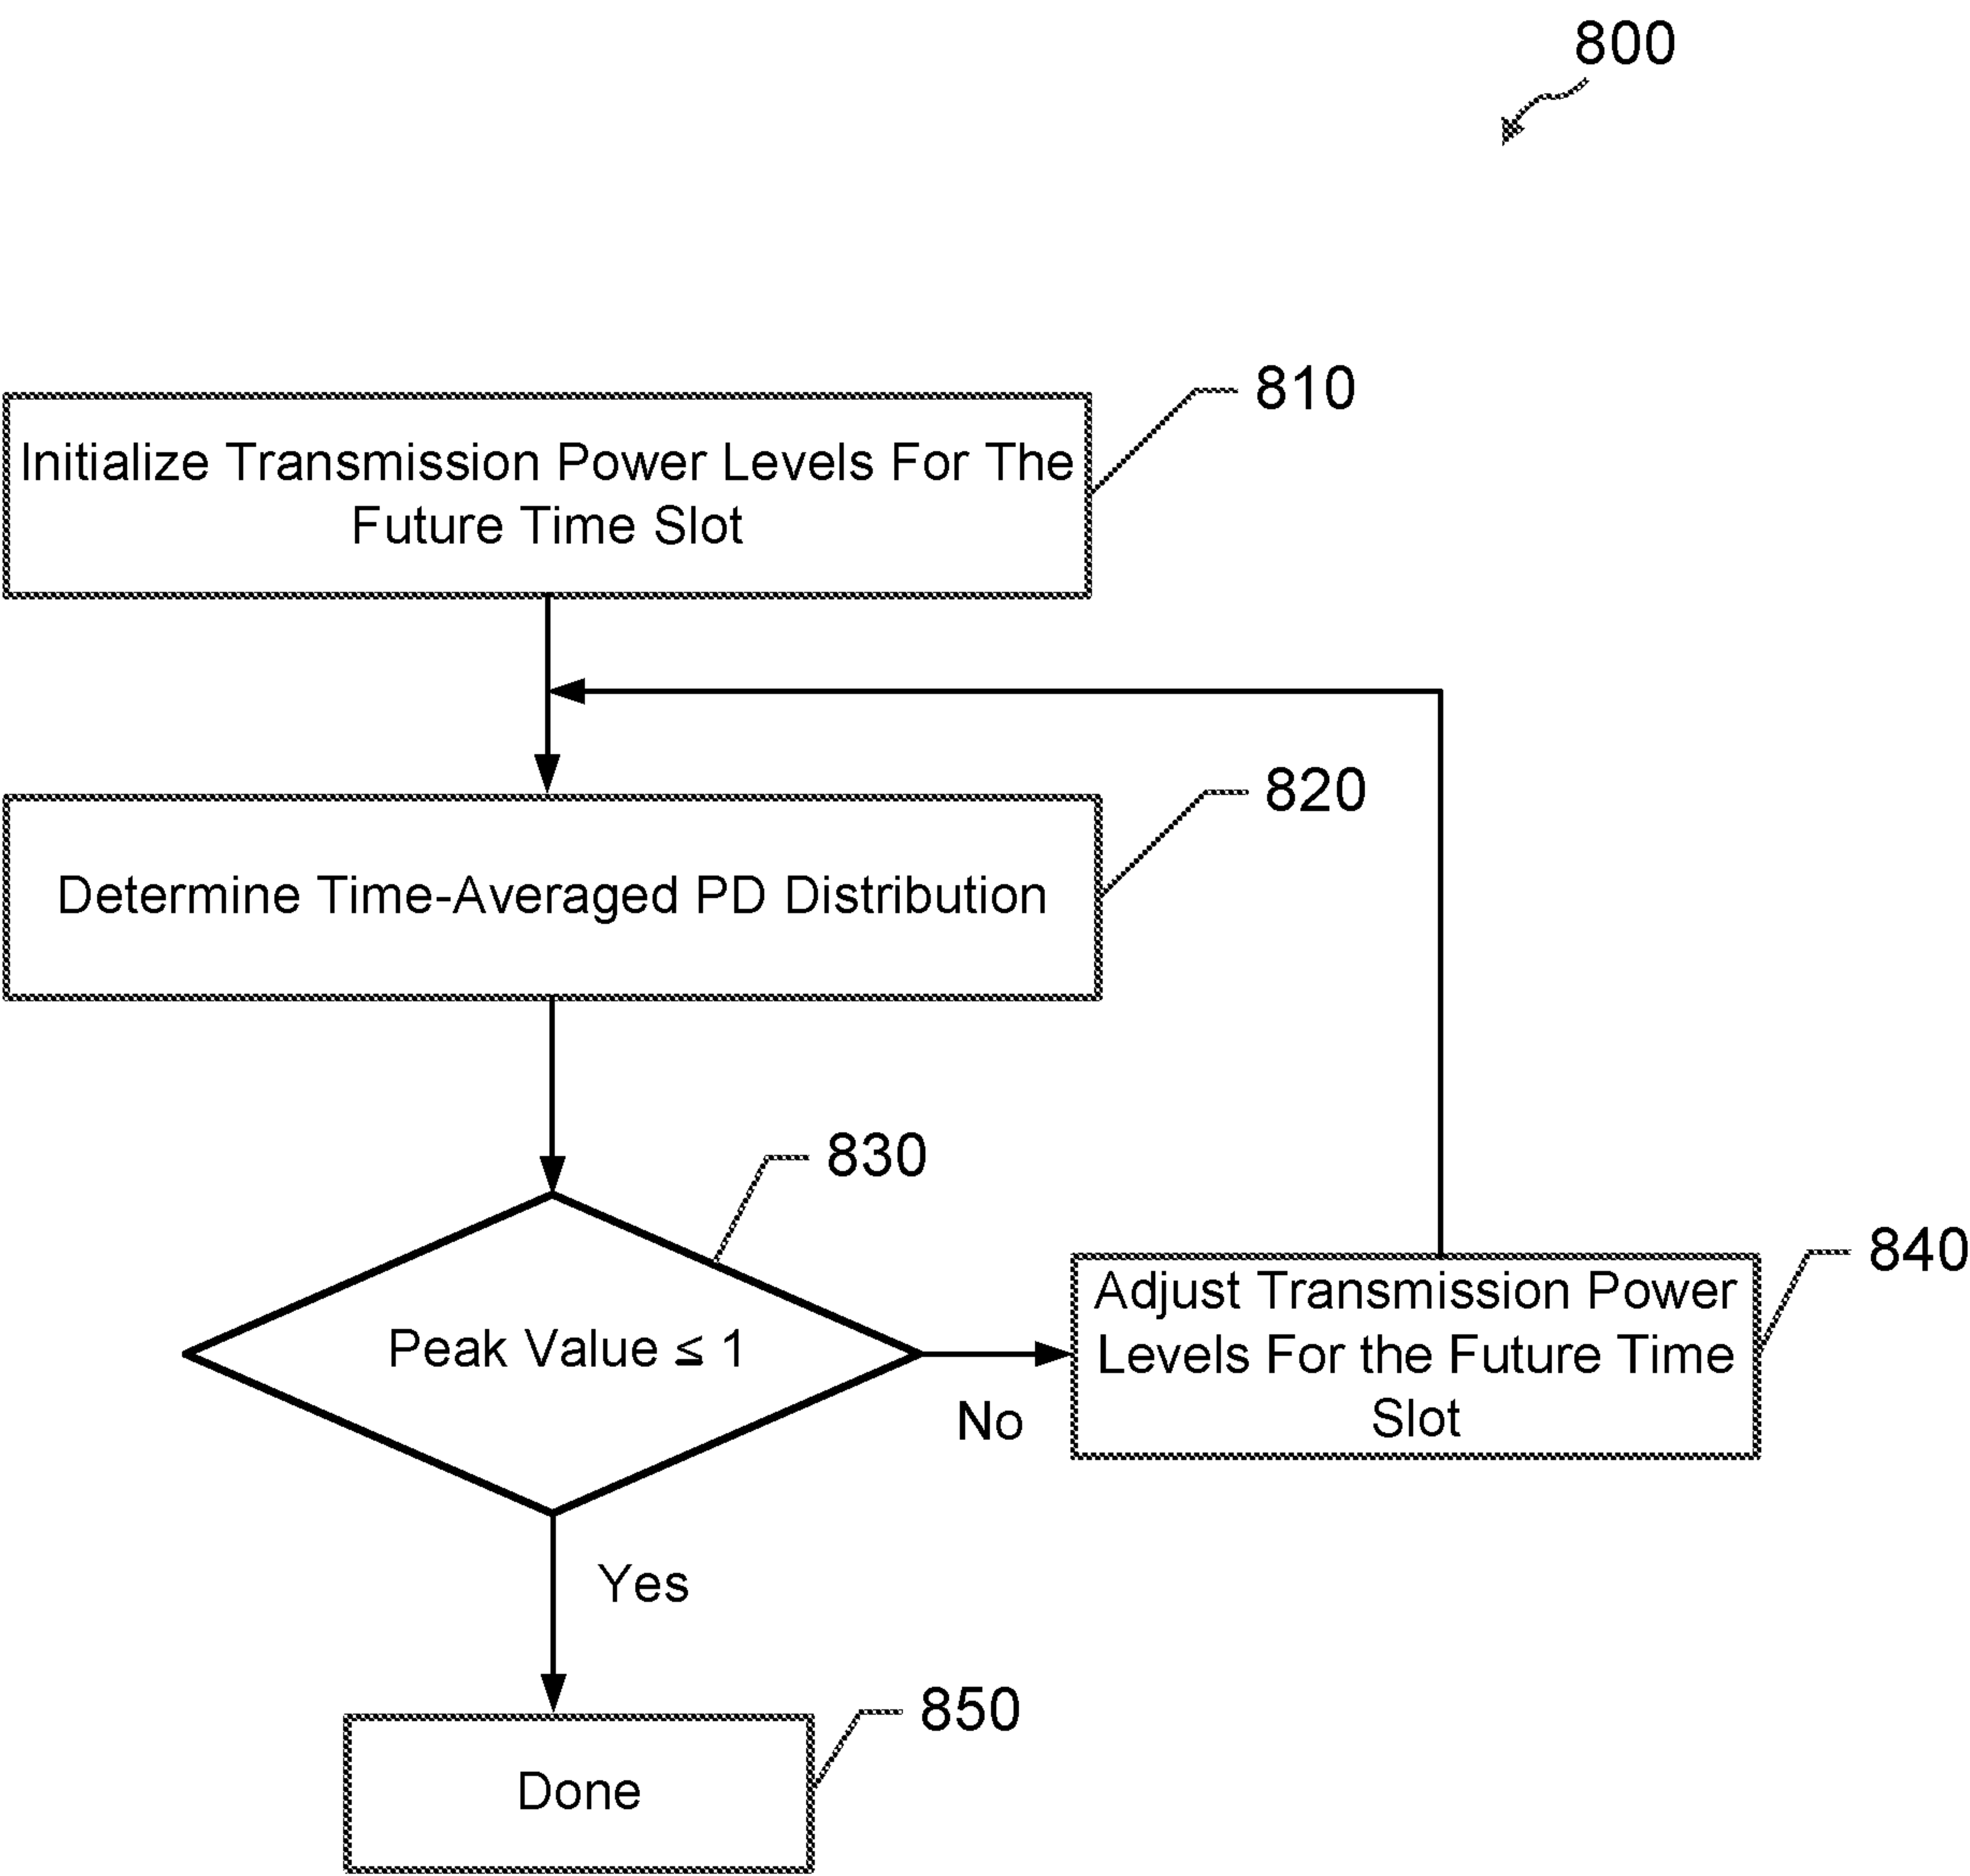 800
810
Initialize Transmission Power Levels For The
Future Time Slot
820
Determine Time-Averaged PD Distribution
830
Peak Value ≤ 1
No
840
Adjust Transmission Power
Levels For the Future Time
Slot
Yes
850
Done